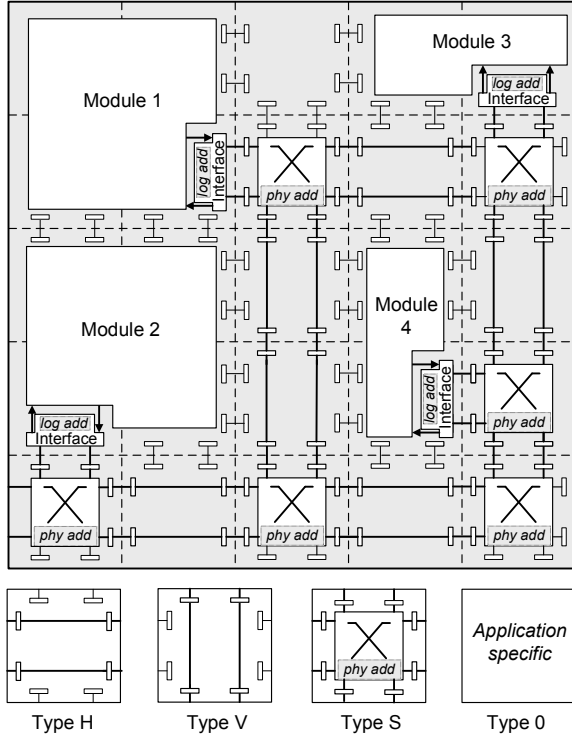 Module 1
Module 3
log add
Interface
log add
Interface
phy add
phy add
Module 2
Module
4
log add
Interface
log add
Interface
phy add
phy add
phy add
phy add
Application
specific
phy add
Type H
Type V
Type S
Type 0